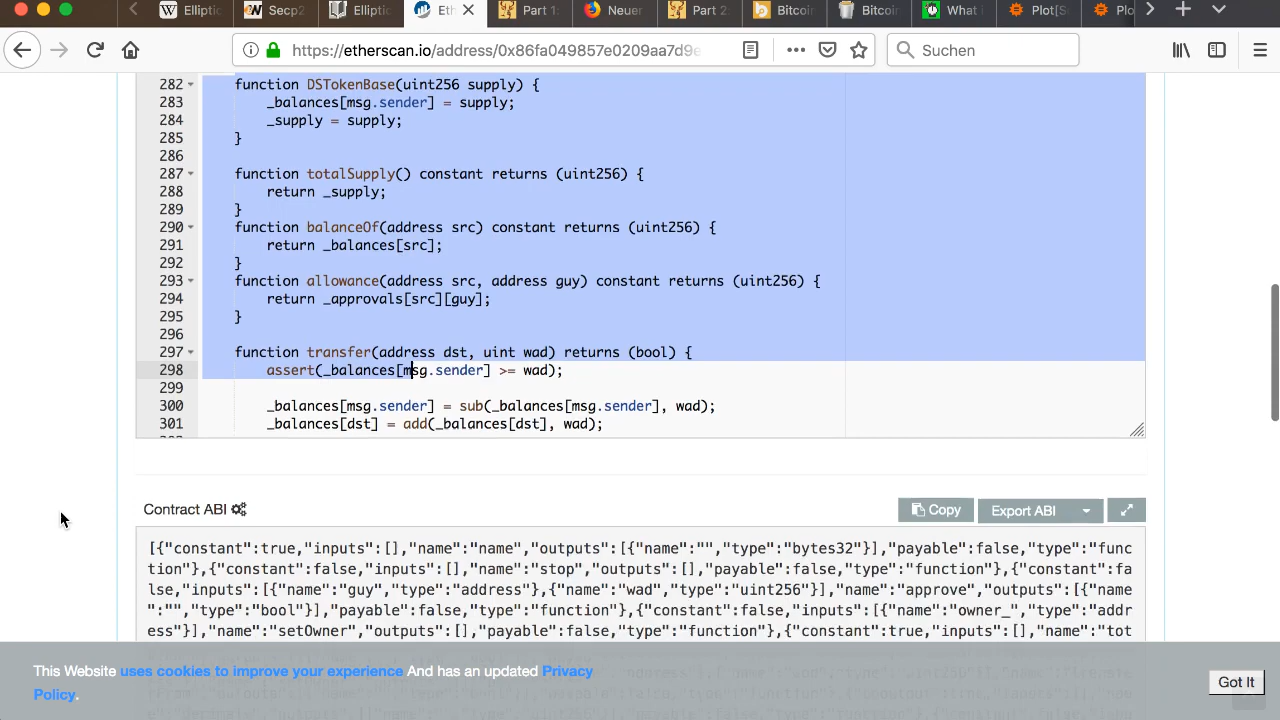 Elliptic
Secp2
Elliptic
Eth
Part 1:
Neuer
Part 2:
Bitcoin
Bitcoin
What i
Plot[S
Plo
https://etherscan.io/address/0x86fa049857e0209aa7d9e
Suchen
282 function DSTokenBase(uint256 supply) {
283 _balances[msg.sender] = supply;
284 _supply = supply;
285 }
286
287 function totalSupply() constant returns (uint256) {
288 return _supply;
289 }
290 function balanceOf(address src) constant returns (uint256) {
291 return _balances[src];
292 }
293 function allowance(address src, address guy) constant returns (uint256) {
294 return _approvals[src][guy];
295 }
296
297 function transfer(address dst, uint wad) returns (bool) {
298 assert(_balances[msg.sender] >= wad);
299
300 _balances[msg.sender] = sub(_balances[msg.sender], wad);
301 _balances[dst] = add(_balances[dst], wad);
Contract ABI
Copy
Export ABI
[{"constant":true,"inputs":[],"name":"name","outputs":[{"name":"","type":"bytes32"}],"payable":false,"type":"func
tion"},{"constant":false,"inputs":[],"name":"stop","outputs":[],"payable":false,"type":"function"},{"constant":fa
lse,"inputs":[{"name":"guy","type":"address"},{"name":"wad","type":"uint256"}],"name":"approve","outputs":[{"name
":"","type":"bool"}],"payable":false,"type":"function"},{"constant":false,"inputs":[{"name":"owner_","type":"addr
ess"}],"name":"setOwner","outputs":[],"payable":false,"type":"function"},{"constant":true,"inputs":[],"name":"tot
This Website uses cookies to improve your experience And has an updated Privacy
Policy.
Got It